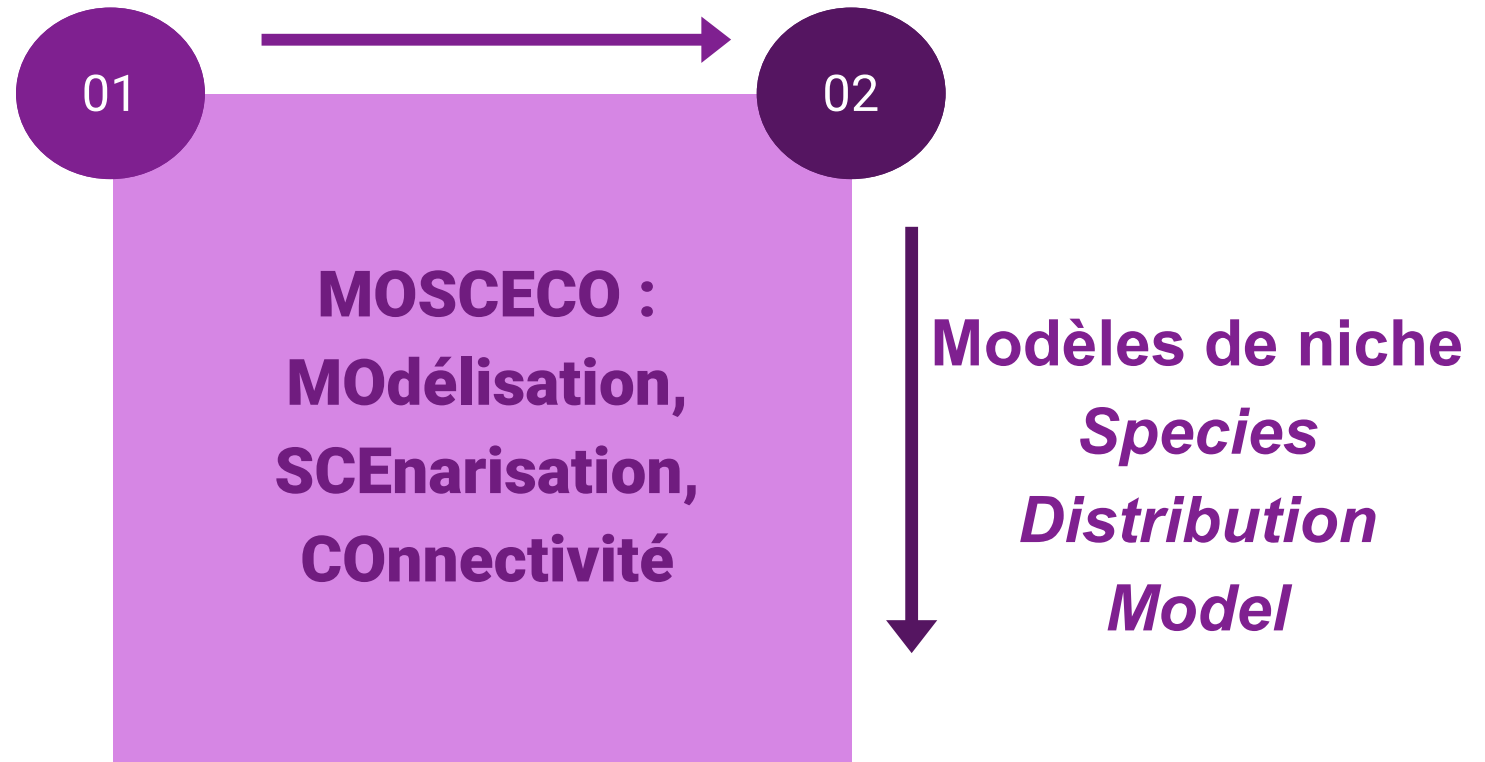 01
02
MOSCECO :
MOdélisation,
SCEnarisation,
COnnectivité
Modèles de niche
Species
Distribution
Model